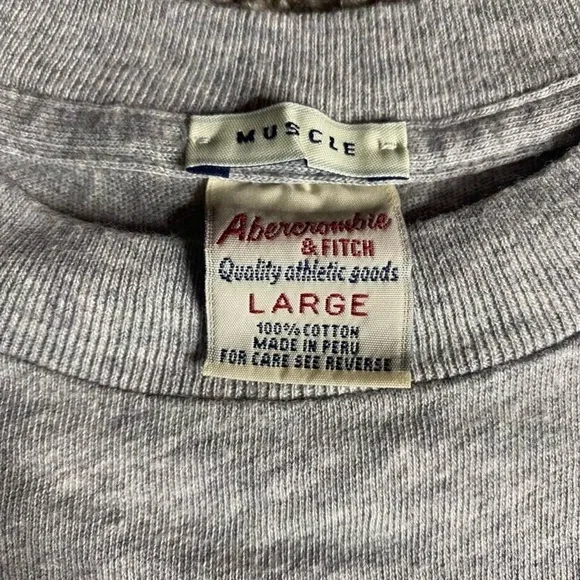 MUSCLE
Abercrombie
& FITCH
Quality athletic goods
LARGE
100% COTTON
MADE IN PERU
FOR CARE SEE REVERSE